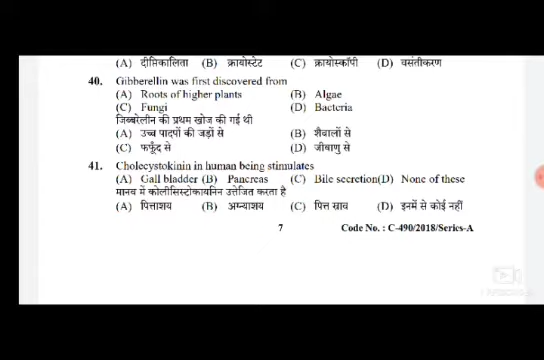 (A) दीप्तिकालिता (B) क्रायोस्टेट (C) क्रायोस्कॉपी (D) वसंतीकरण
40. Gibberellin was first discovered from
(A) Roots of higher plants (B) Algae
(C) Fungi (D) Bacteria
जिब्बरेलीन की प्रथम खोज की गई थी
(A) उच्च पादपों की जड़ों से (B) शैवालों से
(C) फफूँद से (D) जीवाणु से
41. Cholecystokinin in human being stimulates
(A) Gall bladder (B) Pancreas (C) Bile secretion(D) None of these
मानव में कोलीसिस्टोकायनिन उत्तेजित करता है
(A) पित्ताशय (B) अग्न्याशय (C) पित्त स्राव (D) इनमें से कोई नहीं
7 Code No. : C-490/2018/Series-A